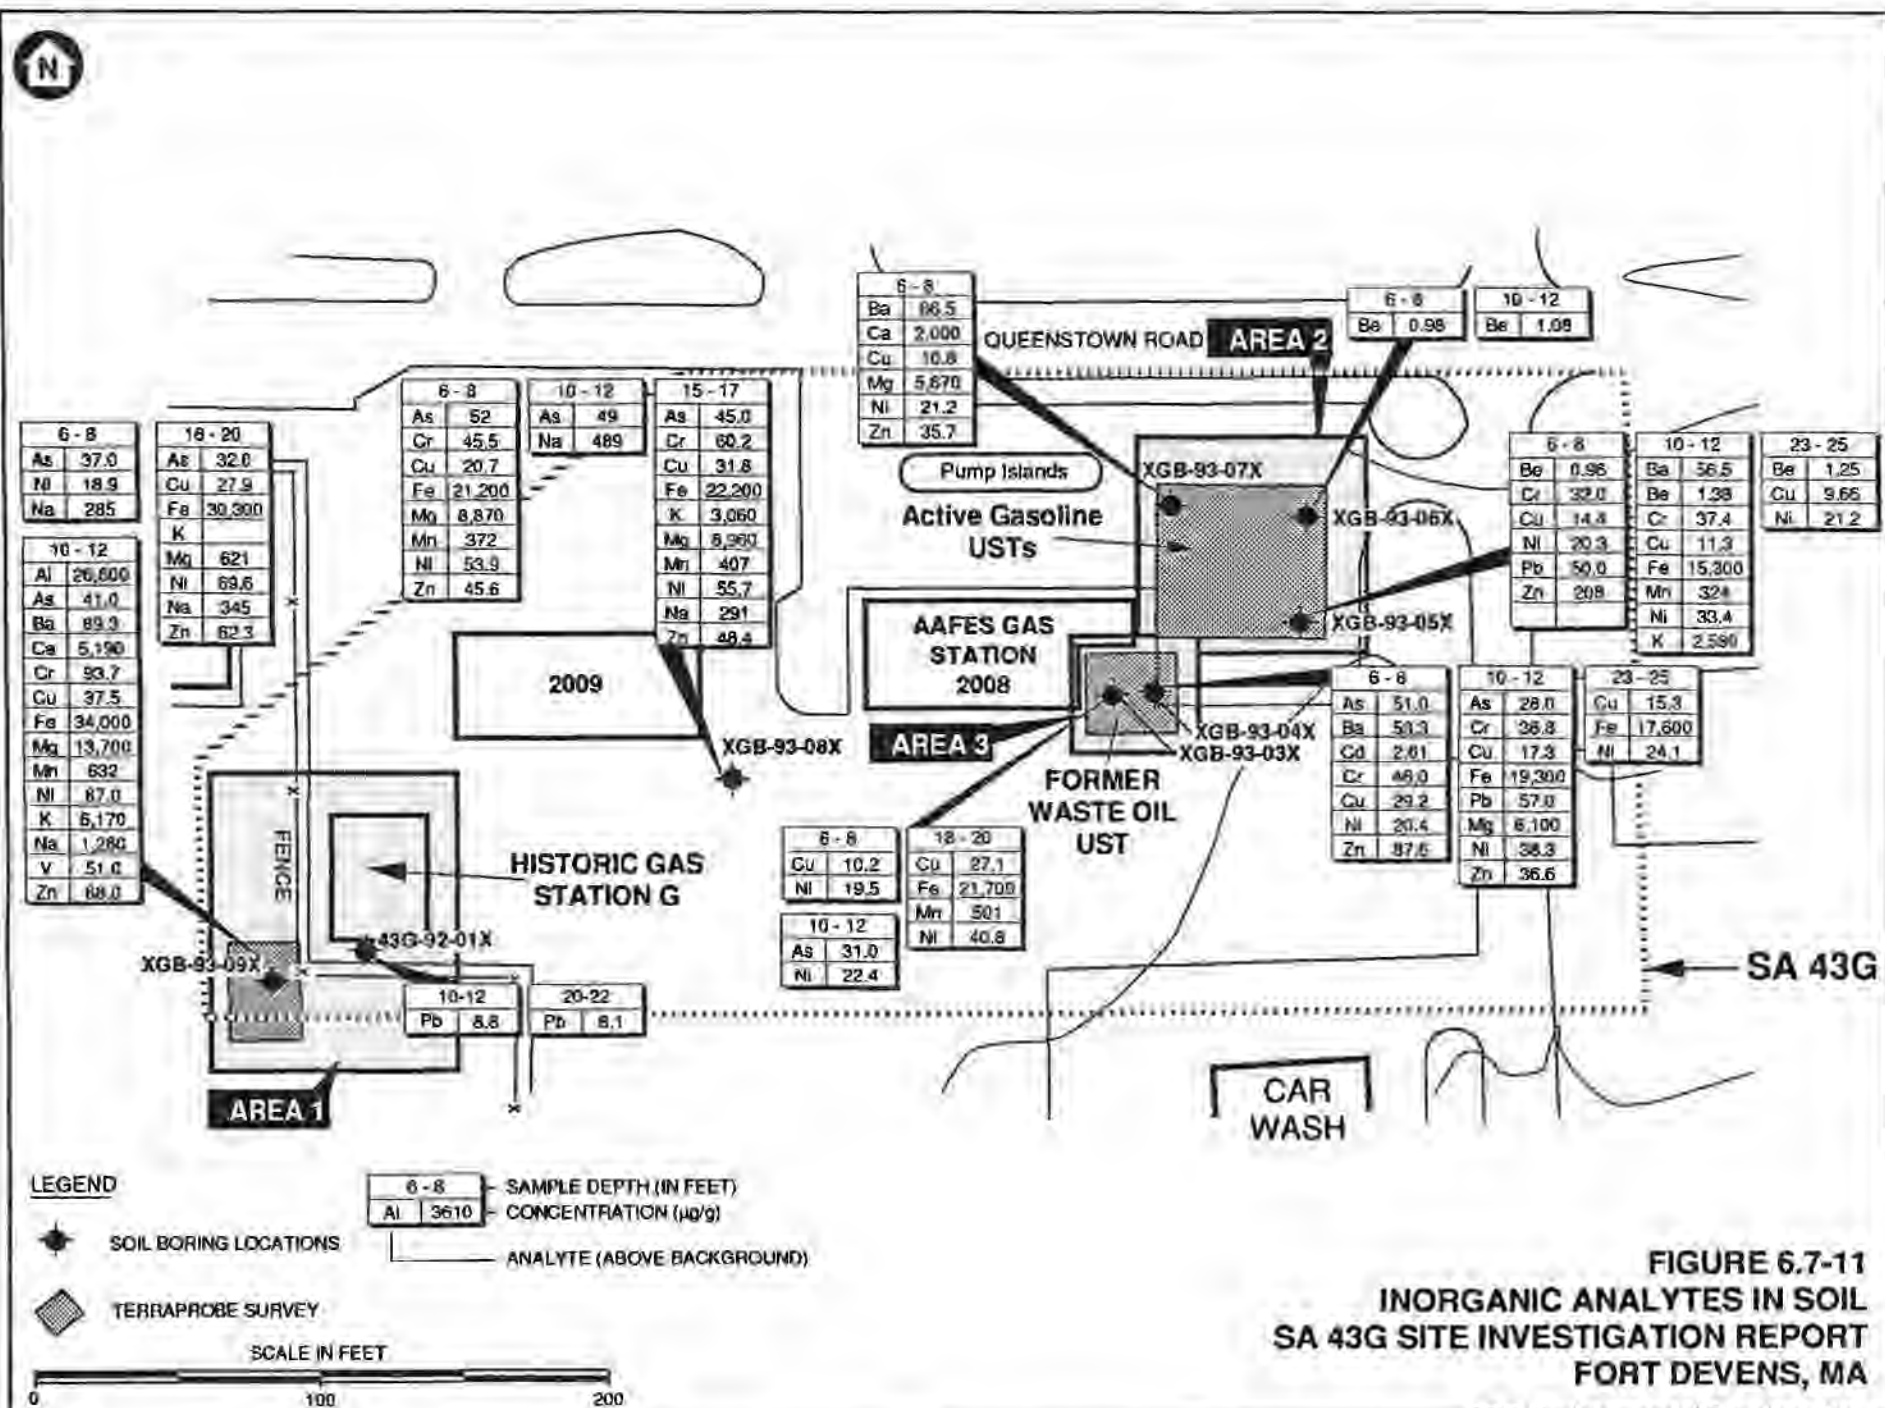 N
6 - 8
Ba 66.5
Ca 2,000
Cu 10.8
Mg 5,670
Ni 21.2
Zn 35.7
QUEENSTOWN ROAD
AREA 2
6 - 8
Be 0.98
10 - 12
Be 1.08
6 - 8
As 37.0
Ni 18.9
Na 285
18 - 20
As 32.0
Cu 27.9
Fe 30,300
K
Mg 621
Ni 69.6
Na 345
Zn 62.3
6 - 8
As 52
Cr 45.5
Cu 20.7
Fe 21,200
Mg 8,870
Mn 372
Ni 53.9
Zn 45.6
10 - 12
As 49
Na 489
15 - 17
As 45.0
Cr 60.2
Cu 31.8
Fe 22,200
K 3,060
Mg 8,960
Mn 407
Ni 55.7
Na 291
Zn 48.4
Pump Islands
XGB-93-07X
Active Gasoline
USTs
XGB-93-06X
6 - 8
Be 0.96
Cr 32.0
Cu 14.8
Ni 20.3
Pb 50.0
Zn 208
10 - 12
Ba 56.5
Be 1.38
Cr 37.4
Cu 11.3
Fe 15,300
Mn 324
Ni 33.4
K 2,590
23 - 25
Be 1.25
Cu 9.66
Ni 21.2
10 - 12
Al 26,600
As 41.0
Ba 89.3
Ca 5,190
Cr 93.7
Cu 37.5
Fe 34,000
Mg 13,700
Mn 632
Ni 87.0
K 6,170
Na 1,280
V 51.0
Zn 68.0
AAFES GAS
STATION
2008
XGB-93-05X
2009
AREA 3
XGB-93-04X
XGB-93-03X
XGB-93-08X
6 - 8
As 51.0
Ba 53.3
Cd 2.61
Cr 46.0
Cu 29.2
Ni 20.4
Zn 87.6
10 - 12
As 28.0
Cr 36.8
Cu 17.3
Fe 19,300
Pb 57.0
Mg 6,100
Ni 38.3
Zn 36.6
23 - 25
Cu 15.3
Fe 17,600
Ni 24.1
FORMER
WASTE OIL
UST
FENCE
HISTORIC GAS
STATION G
6 - 8
Cu 10.2
Ni 19.5
18 - 20
Cu 27.1
Fe 21,700
Mn 501
Ni 40.8
10 - 12
As 31.0
Ni 22.4
43G-92-01X
XGB-93-09X
10-12
Pb 8.8
20-22
Pb 8.1
SA 43G
AREA 1
CAR
WASH
LEGEND
SOIL BORING LOCATIONS
TERRAPROBE SURVEY
6 - 8 SAMPLE DEPTH (IN FEET)
Al 3610 CONCENTRATION (µg/g)
ANALYTE (ABOVE BACKGROUND)
SCALE IN FEET
0 100 200
FIGURE 6.7-11
INORGANIC ANALYTES IN SOIL
SA 43G SITE INVESTIGATION REPORT
FORT DEVENS, MA